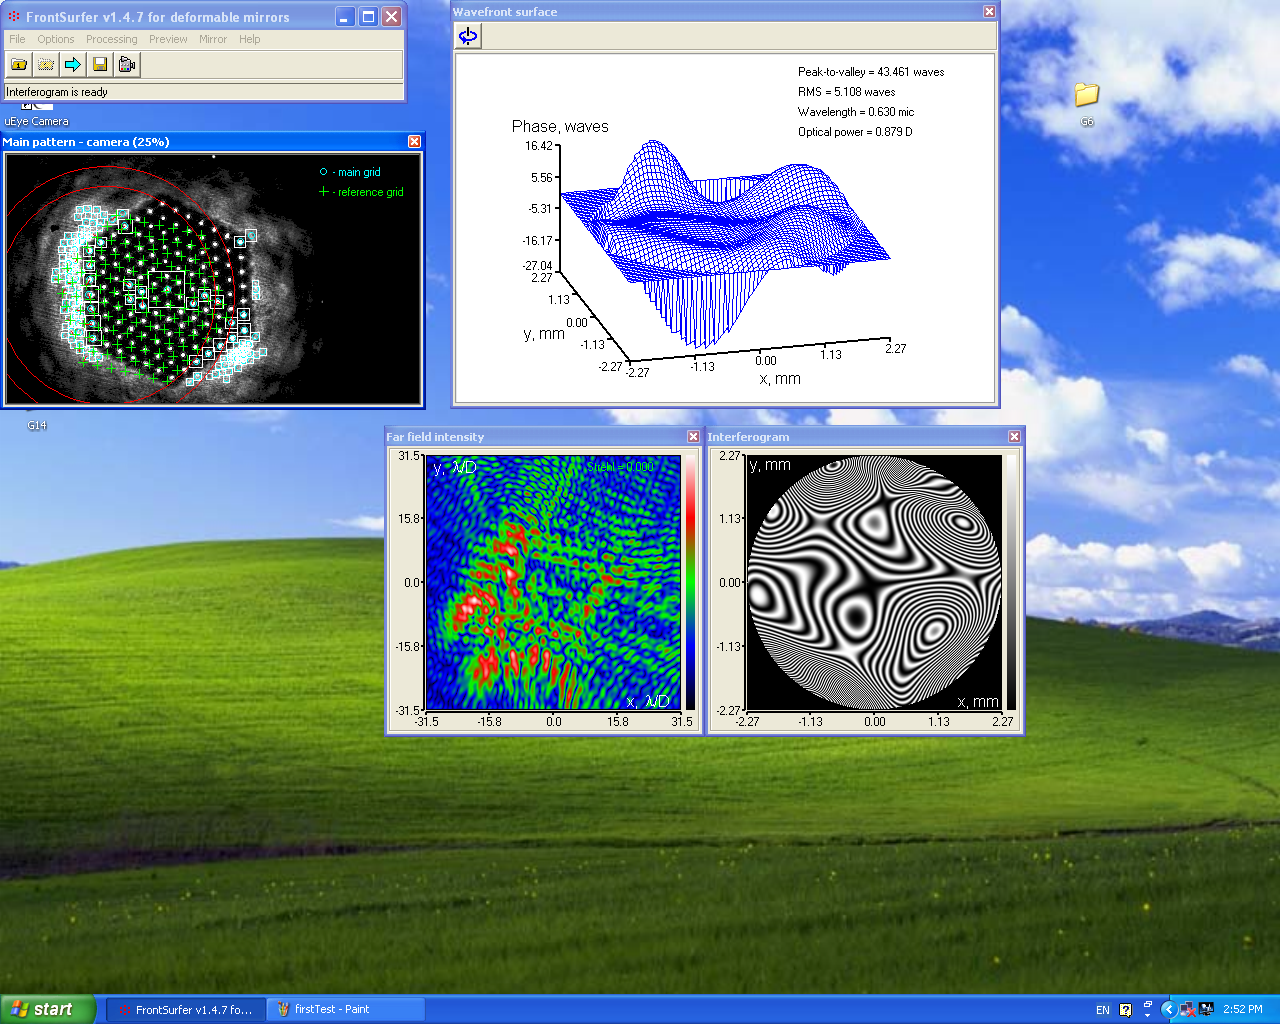 FrontSurfer v1.4.7 for deformable mirrors
File Options Processing Preview Mirror Help
Interferogram is ready
uEye Camera
Main pattern - camera (25%)
- main grid
- reference grid
G14
Wavefront surface
Peak-to-valley = 43.461 waves
RMS = 5.108 waves
Wavelength = 0.630 mic
Optical power = 0.879 D
Phase, waves
16.42
5.56
-5.31
-16.17
-27.04
2.27
1.13
0.00
y, mm
-1.13
-2.27
-2.27
-1.13
0.00
1.13
2.27
x, mm
G6
Far field intensity
31.5
y, λ/D
Strehl = 0.000
15.8
0.0
-15.8
x, λ/D
-31.5
-31.5 -15.8 0.0 15.8 31.5
Interferogram
2.27
y, mm
1.13
0.00
-1.13
x, mm
-2.27
-2.27 -1.13 0.00 1.13 2.27
start
FrontSurfer v1.4.7 fo...
firstTest - Paint
EN
2:52 PM